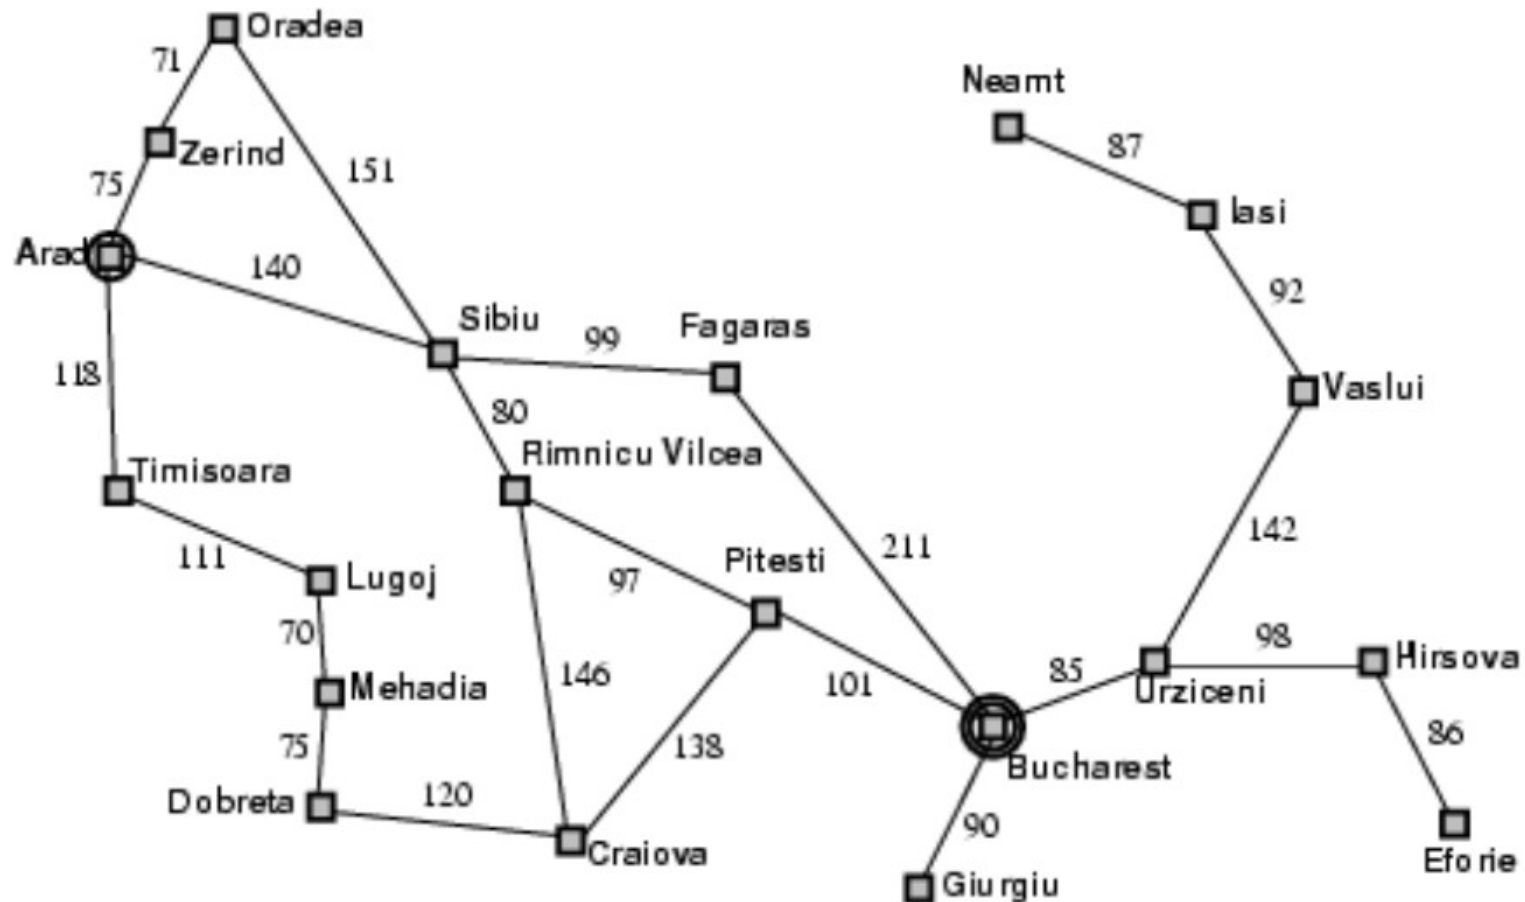 Oradea
71
Neamt
87
Zerind
151
75
Iasi
Arad
140
92
Sibiu
Fagaras
99
118
Vaslui
80
Rimnicu Vilcea
Timisoara
142
111
211
Pitesti
97
Lugoj
70
98
Hirsova
146
85
Mehadia
101
Urziceni
138
86
75
Bucharest
Dobreta
120
90
Craiova
Eforie
Giurgiu